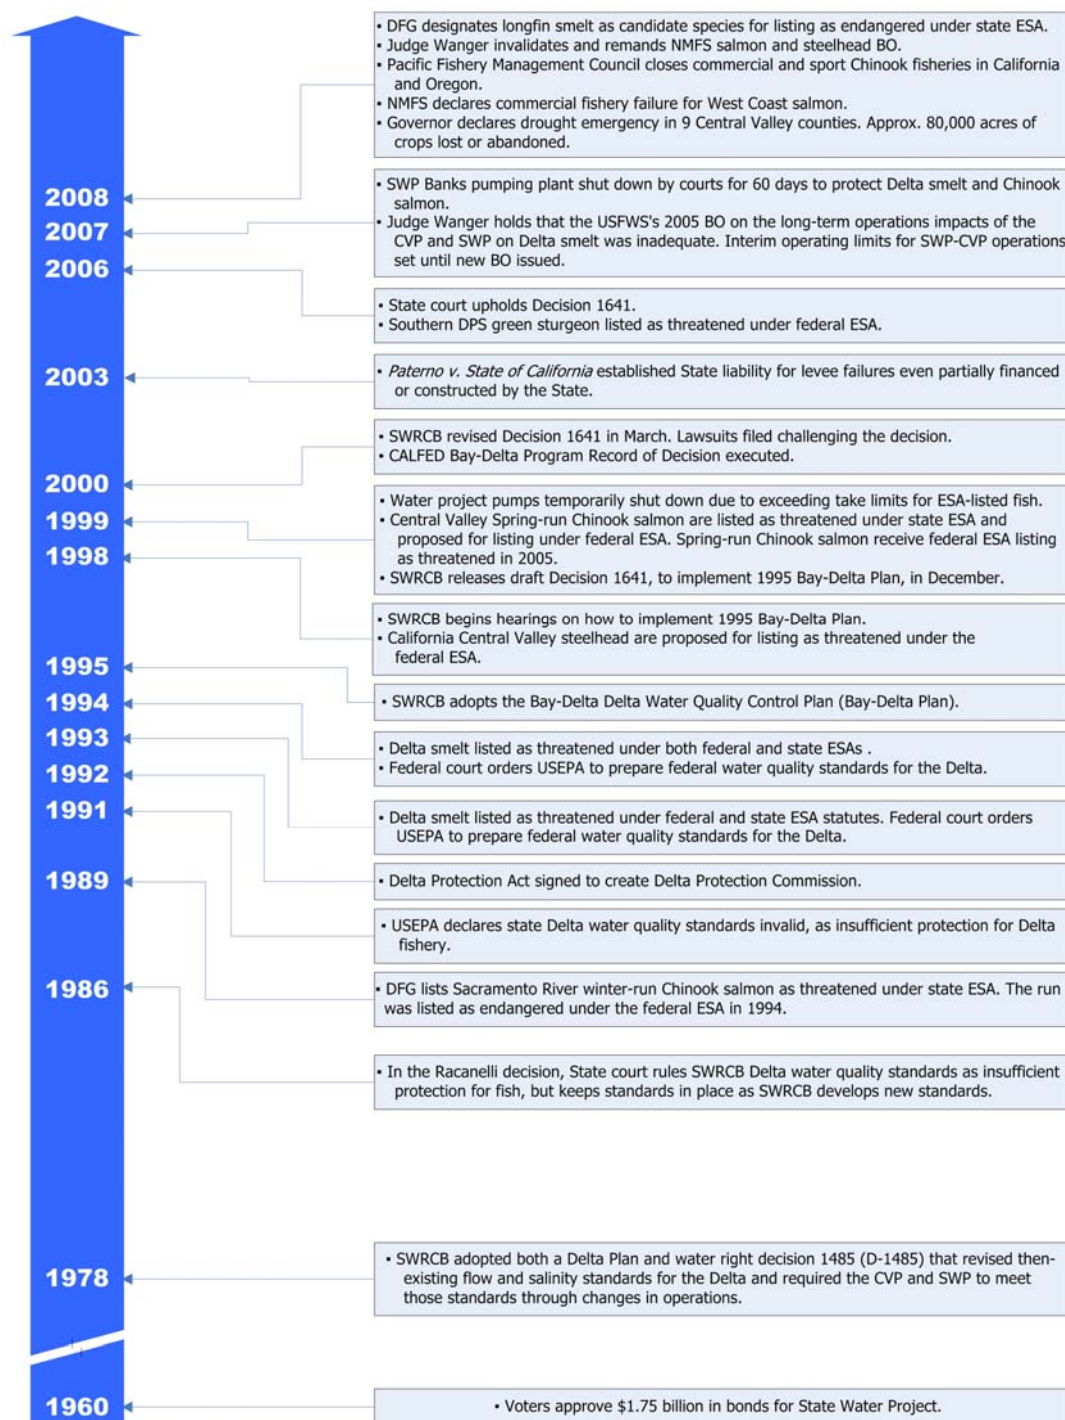 • DFG designates longfin smelt as candidate species for listing as endangered under state ESA.
• Judge Wanger invalidates and remands NMFS salmon and steelhead BO.
• Pacific Fishery Management Council closes commercial and sport Chinook fisheries in California
and Oregon.
• NMFS declares commercial fishery failure for West Coast salmon.
• Governor declares drought emergency in 9 Central Valley counties. Approx. 80,000 acres of
crops lost or abandoned.
2008
• SWP Banks pumping plant shut down by courts for 60 days to protect Delta smelt and Chinook
salmon.
• Judge Wanger holds that the USFWS's 2005 BO on the long-term operations impacts of the
CVP and SWP on Delta smelt was inadequate. Interim operating limits for SWP-CVP operations
set until new BO issued.
2007
2006
• State court upholds Decision 1641.
• Southern DPS green sturgeon listed as threatened under federal ESA.
2003
• Paterno v. State of California established State liability for levee failures even partially financed
or constructed by the State.
• SWRCB revised Decision 1641 in March. Lawsuits filed challenging the decision.
• CALFED Bay-Delta Program Record of Decision executed.
2000
• Water project pumps temporarily shut down due to exceeding take limits for ESA-listed fish.
• Central Valley Spring-run Chinook salmon are listed as threatened under state ESA and
proposed for listing under federal ESA. Spring-run Chinook salmon receive federal ESA listing
as threatened in 2005.
• SWRCB releases draft Decision 1641, to implement 1995 Bay-Delta Plan, in December.
1999
1998
• SWRCB begins hearings on how to implement 1995 Bay-Delta Plan.
• California Central Valley steelhead are proposed for listing as threatened under the
federal ESA.
1995
• SWRCB adopts the Bay-Delta Delta Water Quality Control Plan (Bay-Delta Plan).
1994
• Delta smelt listed as threatened under both federal and state ESAs .
• Federal court orders USEPA to prepare federal water quality standards for the Delta.
1993
• Delta smelt listed as threatened under federal and state ESA statutes. Federal court orders
USEPA to prepare federal water quality standards for the Delta.
1992
• Delta Protection Act signed to create Delta Protection Commission.
1991
• USEPA declares state Delta water quality standards invalid, as insufficient protection for Delta
fishery.
1989
• DFG lists Sacramento River winter-run Chinook salmon as threatened under state ESA. The run
was listed as endangered under the federal ESA in 1994.
1986
• In the Racanelli decision, State court rules SWRCB Delta water quality standards as insufficient
protection for fish, but keeps standards in place as SWRCB develops new standards.
1978
• SWRCB adopted both a Delta Plan and water right decision 1485 (D-1485) that revised then-
existing flow and salinity standards for the Delta and required the CVP and SWP to meet
those standards through changes in operations.
1960
• Voters approve $1.75 billion in bonds for State Water Project.